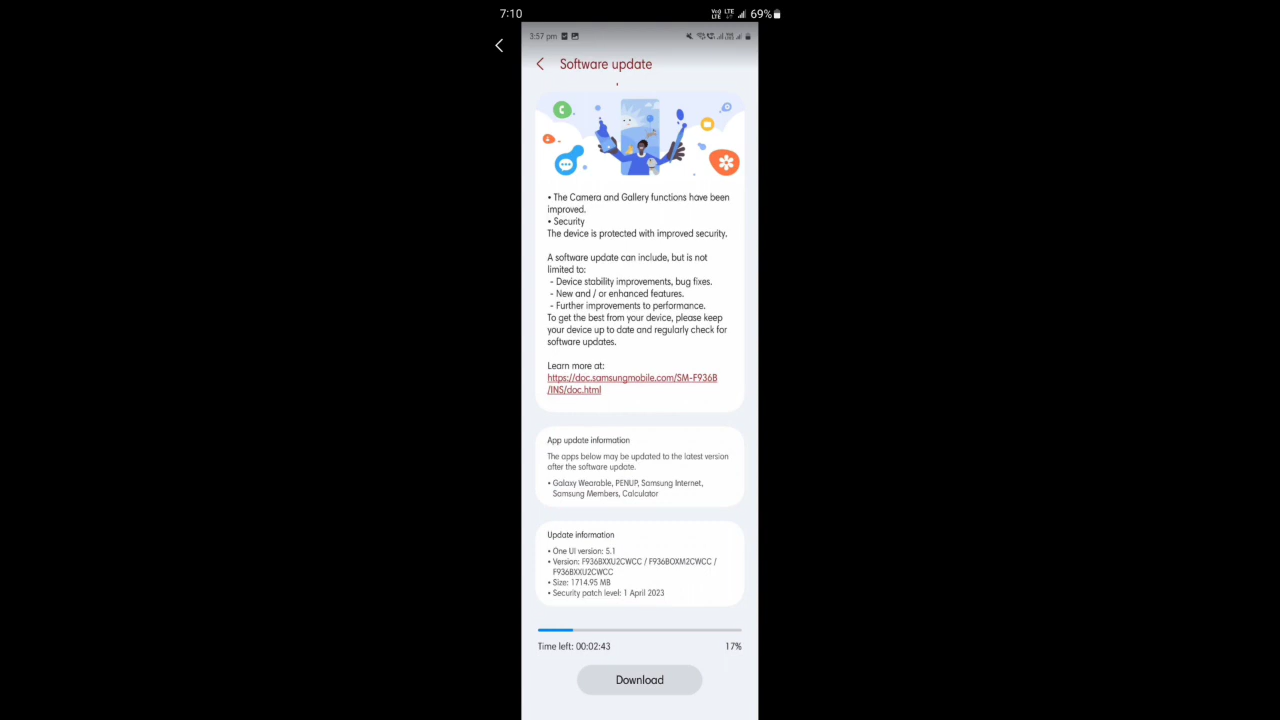 7:10
Vo) LTE
LTE
69%
3:57 pm
Software update
• The Camera and Gallery functions have been
improved.
• Security
The device is protected with improved security.
A software update can include, but is not
limited to:
- Device stability improvements, bug fixes.
- New and / or enhanced features.
- Further improvements to performance.
To get the best from your device, please keep
your device up to date and regularly check for
software updates.
Learn more at:
https://doc.samsungmobile.com/SM-F936B
/INS/doc.html
App update information
The apps below may be updated to the latest version
after the software update.
• Galaxy Wearable, PENUP, Samsung Internet,
Samsung Members, Calculator
Update information
• One UI version: 5.1
• Version: F936BXXU2CWCC / F936BOXM2CWCC /
F936BXXU2CWCC
• Size: 1714.95 MB
• Security patch level: 1 April 2023
Time left: 00:02:43
17%
Download